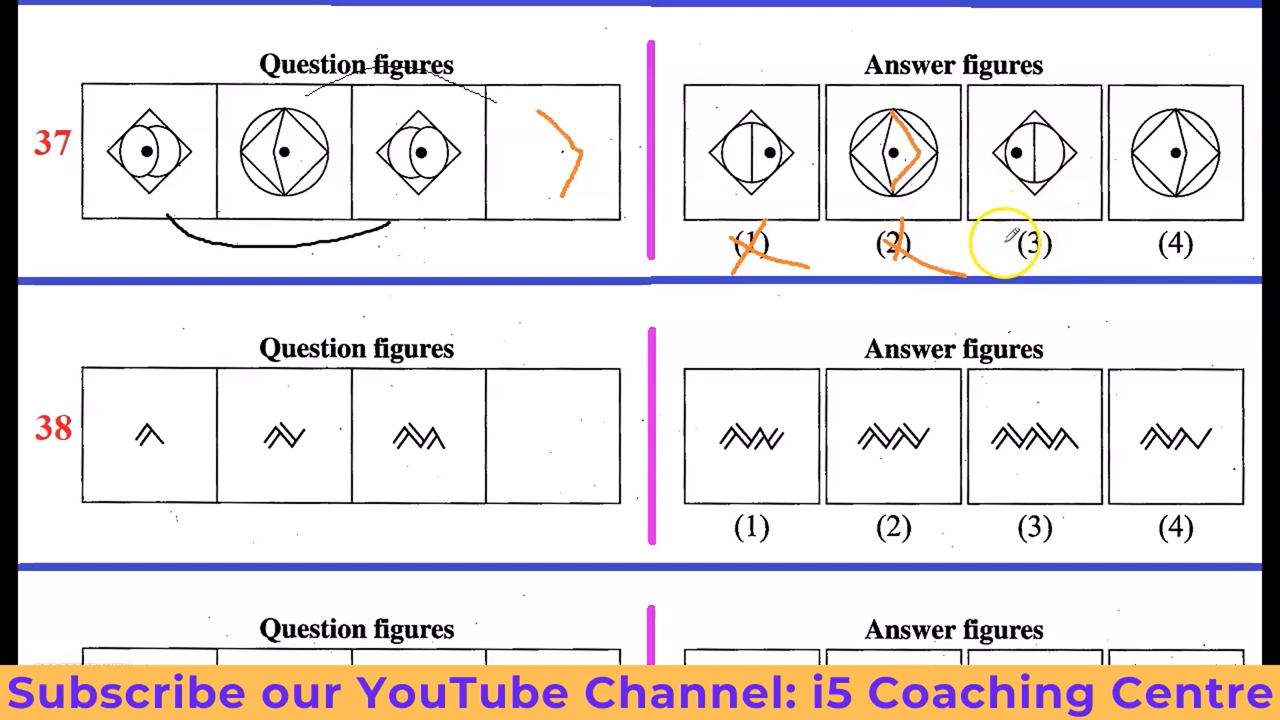 Question figures
Answer figures
37
(1)
(2)
(3)
(4)
Question figures
Answer figures
38
(1)
(2)
(3)
(4)
Question figures
Answer figures
Subscribe our YouTube Channel: i5 Coaching Centre